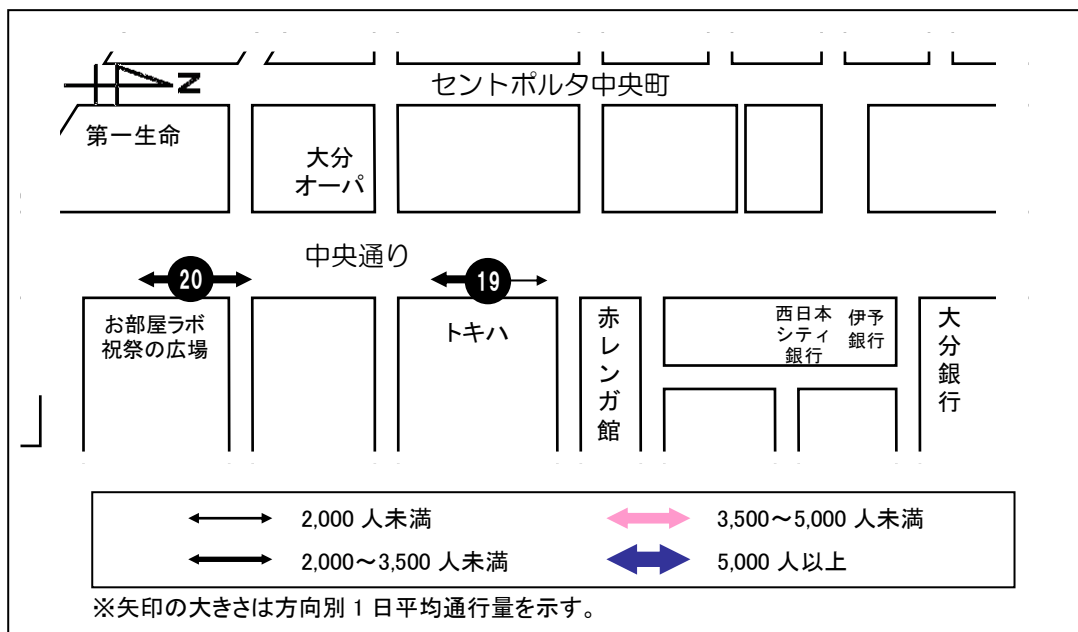 セントポルタ中央町
N
第一生命
大分
オーパ
中央通り
20
19
お部屋ラボ
祝祭の広場
トキハ
赤レンガ館
西日本
シティ
銀行
伊予
銀行
大分銀行
2,000 人未満
3,500～5,000 人未満
2,000～3,500 人未満
5,000 人以上
※矢印の大きさは方向別 1 日平均通行量を示す。